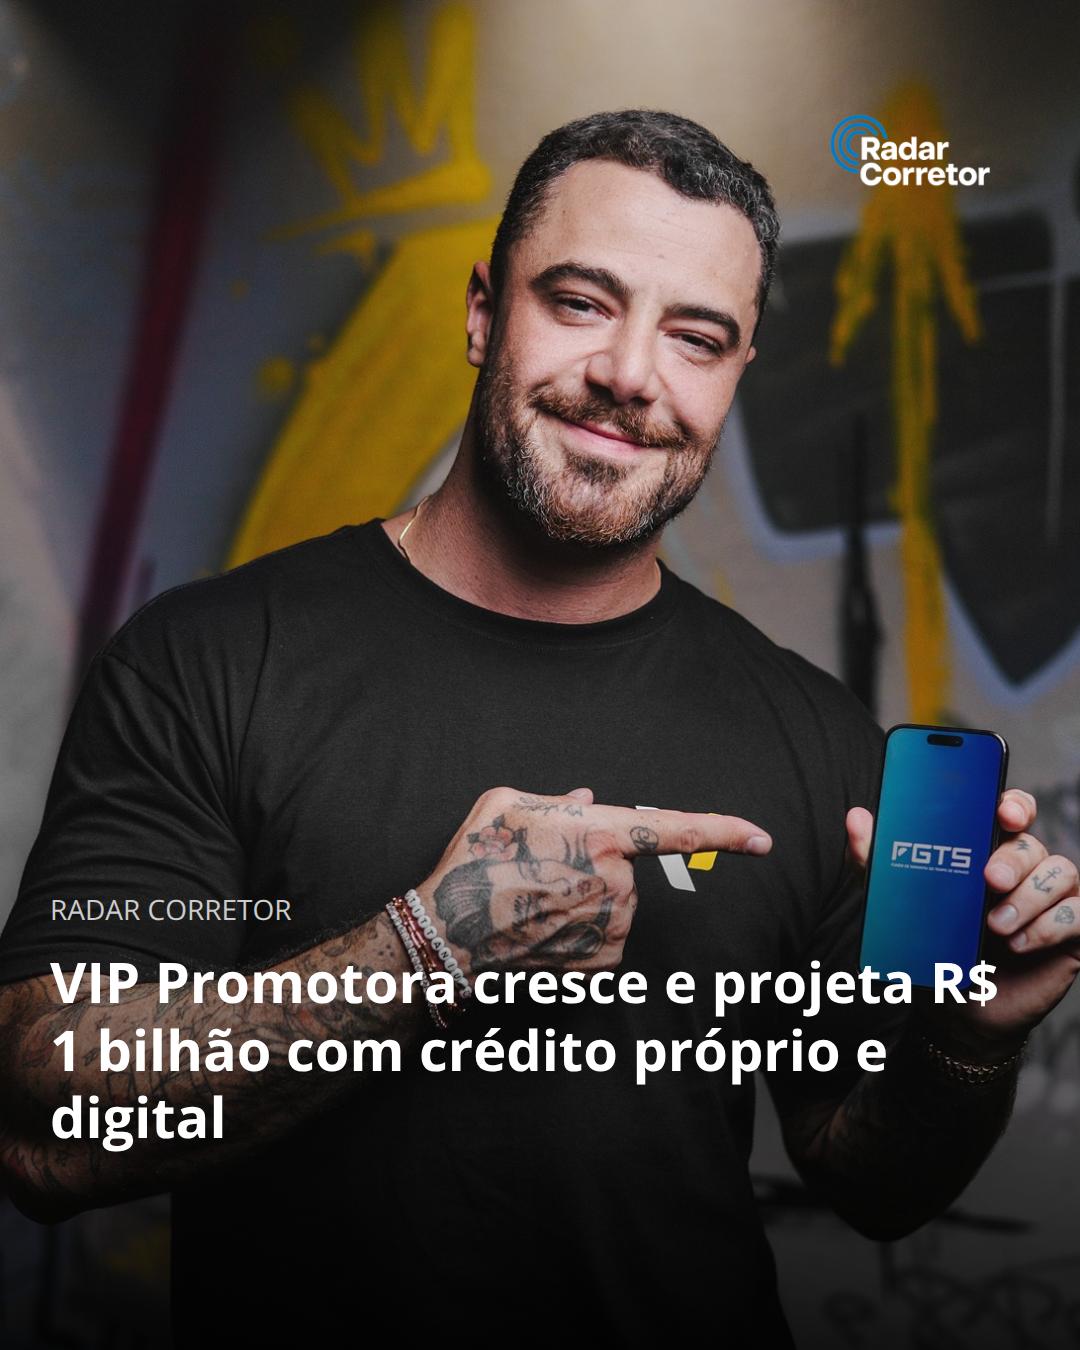 Radar
Corretor
FGTS
RADAR CORRETOR
VIP Promotora cresce e projeta R$
1 bilhão com crédito próprio e
digital